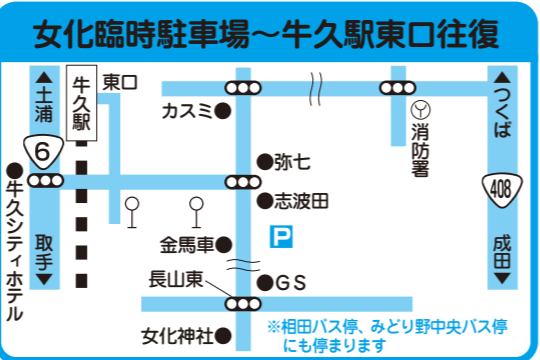 女化臨時駐車場～牛久駅東口往復
▲土浦
牛久駅
東口
カスミ●
消防署
▲つくば
6
●弥七
●志波田
408
●牛久シティホテル
取手▼
P
金馬車●
成田▼
長山東
●GS
女化神社●
※相田バス停、みどり野中央バス停
にも停まります